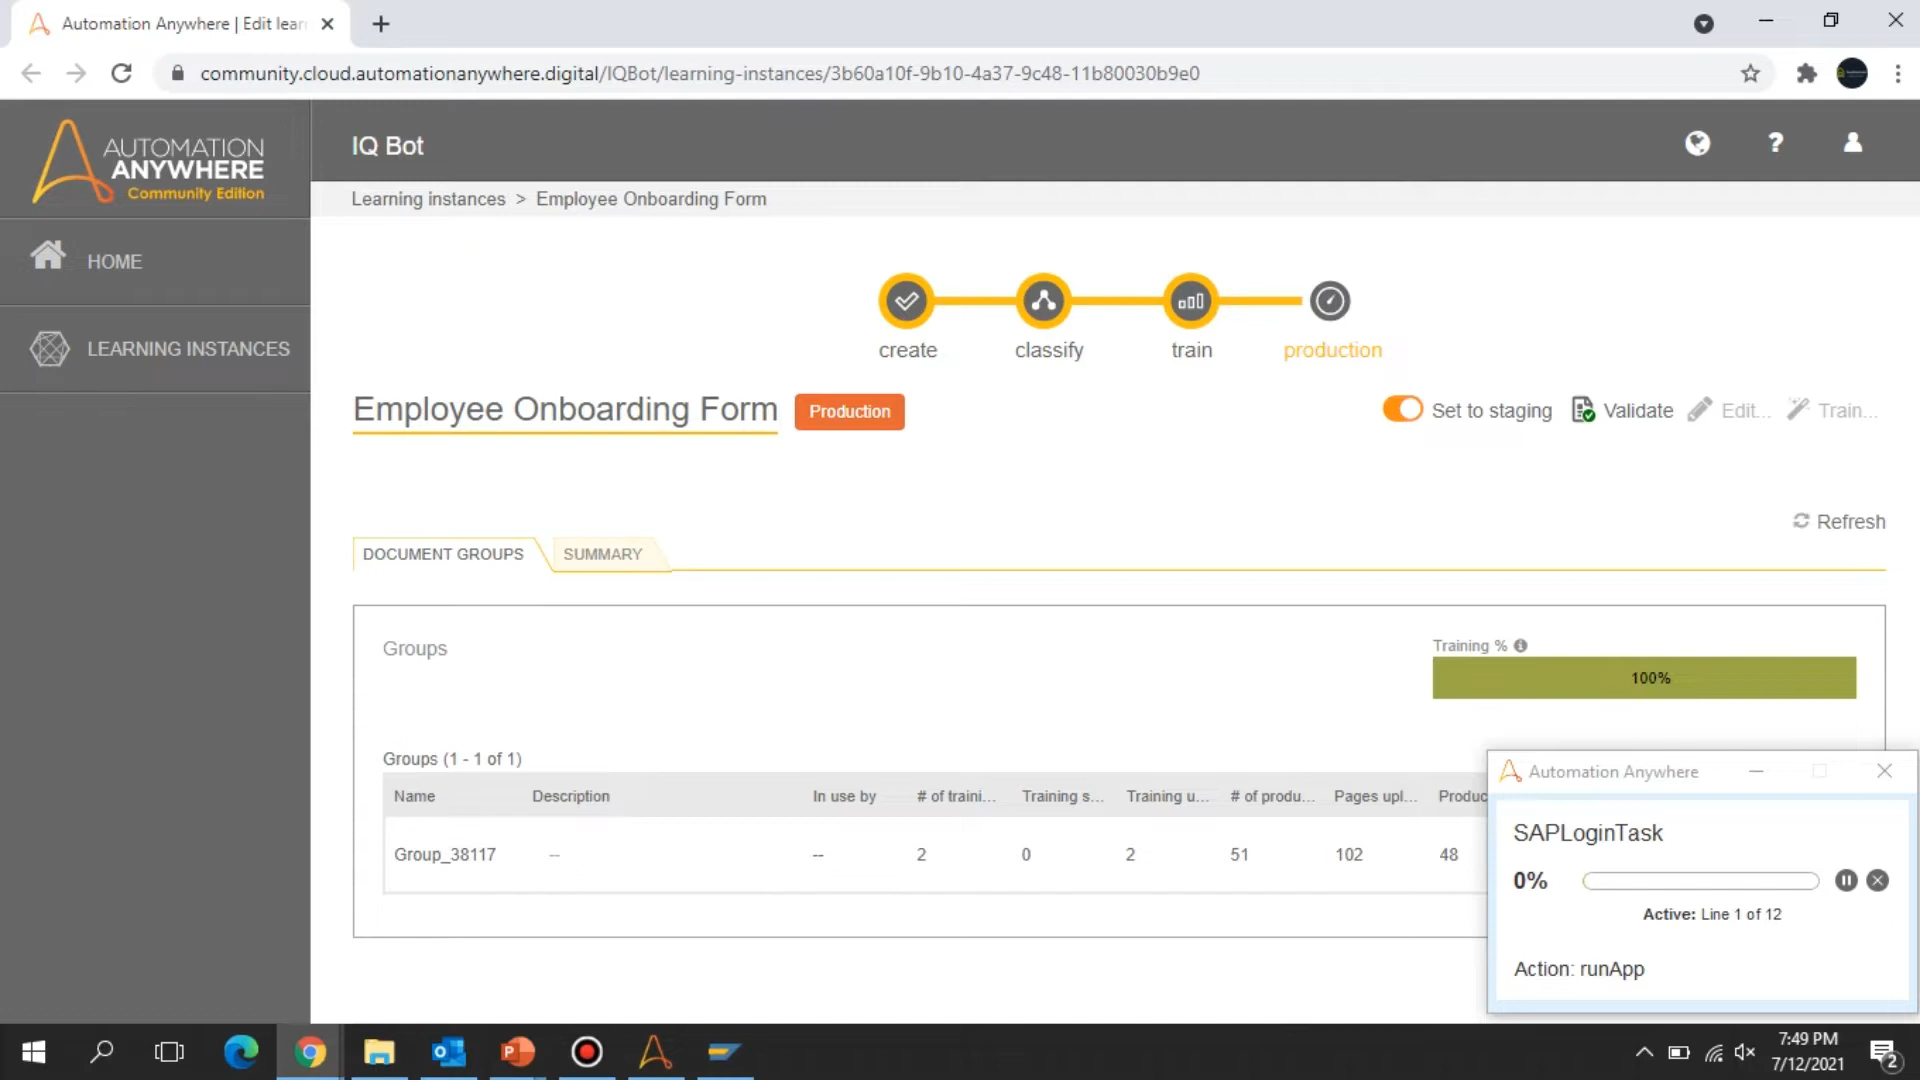 Automation Anywhere | Edit lear
community.cloud.automationanywhere.digital/IQBot/learning-instances/3b60a10f-9b10-4a37-9c48-11b80030b9e0
AUTOMATION
ANYWHERE
Community Edition
IQ Bot
?
Learning instances > Employee Onboarding Form
HOME
LEARNING INSTANCES
create
classify
train
production
Employee Onboarding Form
Production
Set to staging
Validate
Edit...
Train...
Refresh
DOCUMENT GROUPS
SUMMARY
Groups
Training %
100%
Groups (1 - 1 of 1)
Name Description In use by # of traini... Training s... Training u... # of produ... Pages upl... Produc
Group_38117 -- -- 2 0 2 51 102 48
Automation Anywhere
SAPLoginTask
0%
Active: Line 1 of 12
Action: runApp
7:49 PM
7/12/2021
2